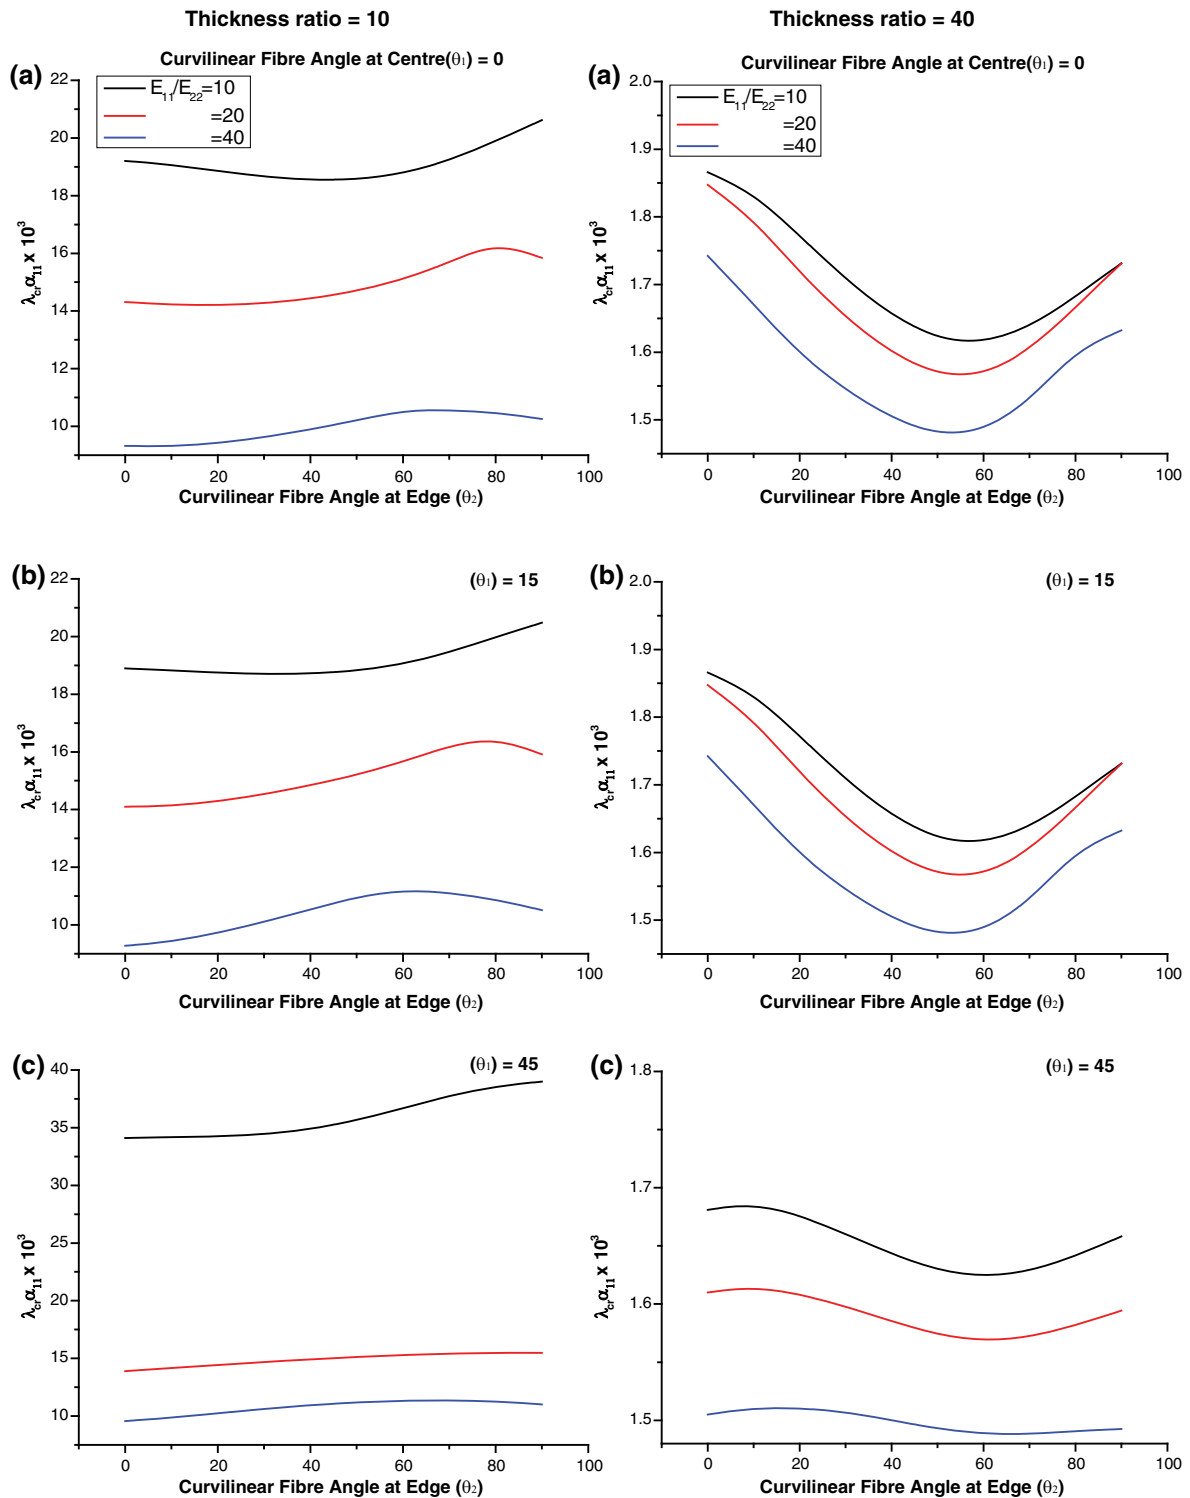 Thickness ratio = 10
Thickness ratio = 40
(a)
Curvilinear Fibre Angle at Centre(θ₁) = 0
E₁₁/E₂₂=10
=20
=40
22
20
18
16
14
12
10
λcrα₁₁ x 10³
0 20 40 60 80 100
Curvilinear Fibre Angle at Edge (θ₂)
(a)
Curvilinear Fibre Angle at Centre(θ₁) = 0
E₁₁/E₂₂=10
=20
=40
2.0
1.9
1.8
1.7
1.6
1.5
λcrα₁₁ x 10³
0 20 40 60 80 100
Curvilinear Fibre Angle at Edge (θ₂)
(b)
(θ₁) = 15
22
20
18
16
14
12
10
λcrα₁₁ x 10³
0 20 40 60 80 100
Curvilinear Fibre Angle at Edge (θ₂)
(b)
(θ₁) = 15
2.0
1.9
1.8
1.7
1.6
1.5
λcrα₁₁ x 10³
0 20 40 60 80 100
Curvilinear Fibre Angle at Edge (θ₂)
(c)
(θ₁) = 45
40
35
30
25
20
15
10
λcrα₁₁ x 10³
0 20 40 60 80 100
Curvilinear Fibre Angle at Edge (θ₂)
(c)
(θ₁) = 45
1.8
1.7
1.6
1.5
λcrα₁₁ x 10³
0 20 40 60 80 100
Curvilinear Fibre Angle at Edge (θ₂)